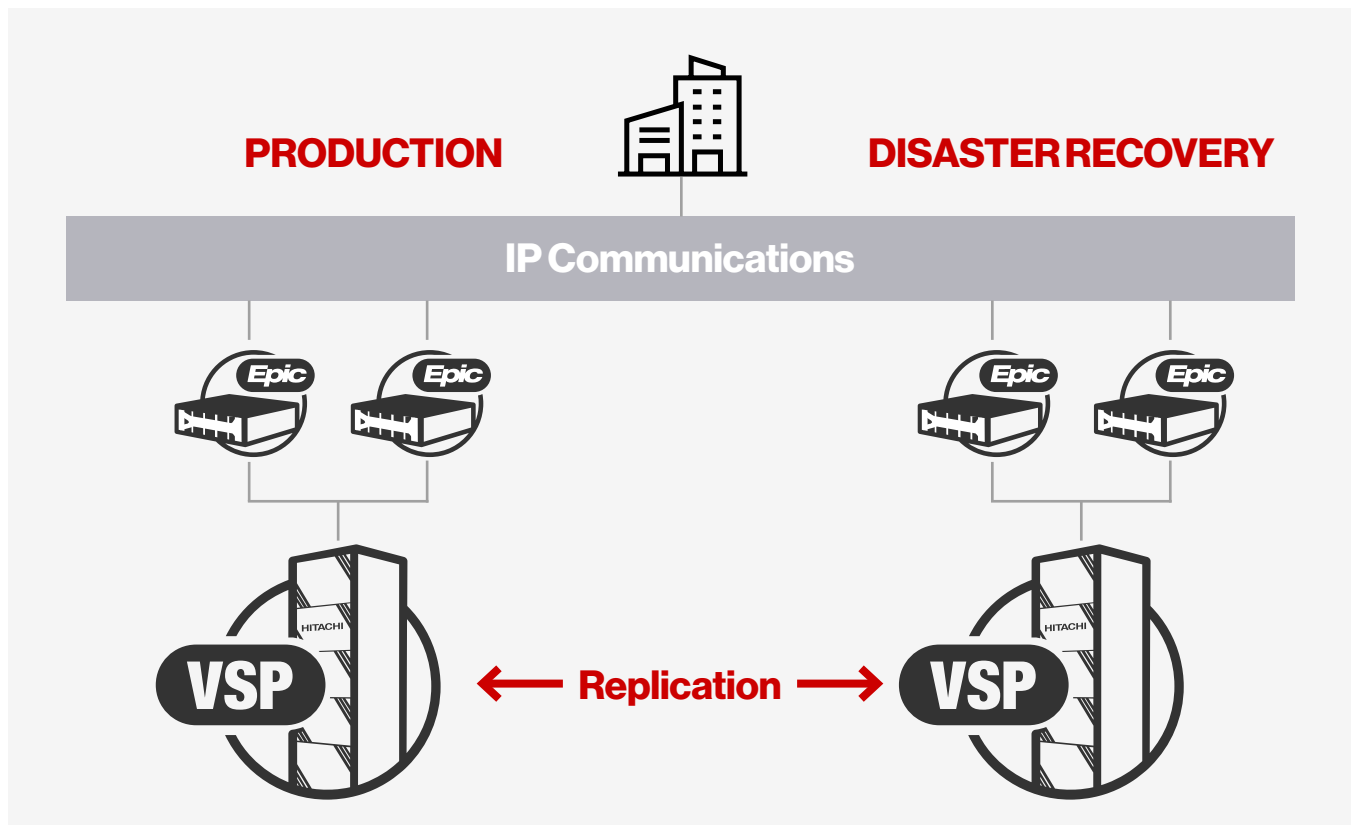 PRODUCTION
DISASTER RECOVERY
IP Communications
Epic
Epic
Epic
Epic
HITACHI
HITACHI
VSP
Replication
VSP